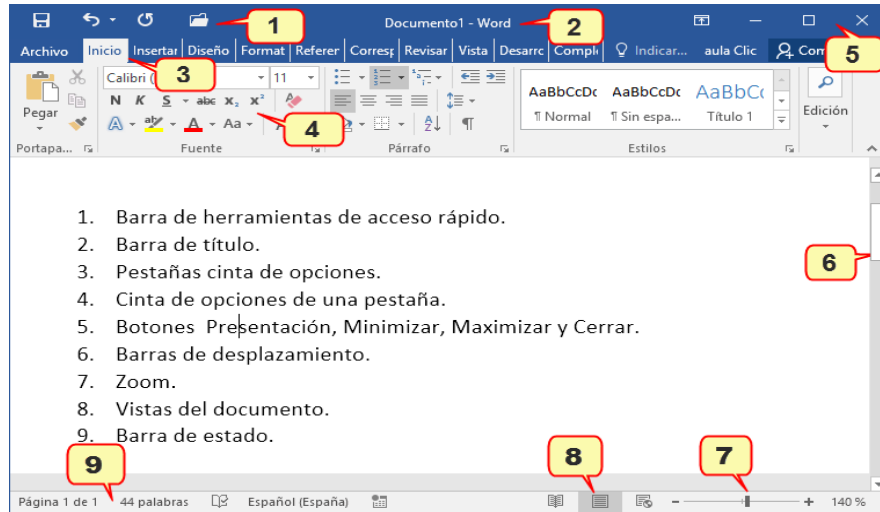 1
Documento1 - Word
2
Archivo Inicio Insertar Diseño Format Referer Corresp Revisar Vista Desarrc Comple Indicar... aula Clic Com
5
3
Calibri ( 11
Pegar
N K S abc x₂ x²
A aby A Aa
4
AaBbCcDc AaBbCcDc AaBbC
¶ Normal ¶ Sin espa... Título 1
Edición
Portapa... Fuente Párrafo Estilos
1. Barra de herramientas de acceso rápido.
2. Barra de título.
3. Pestañas cinta de opciones.
4. Cinta de opciones de una pestaña.
5. Botones Presentación, Minimizar, Maximizar y Cerrar.
6. Barras de desplazamiento.
7. Zoom.
8. Vistas del documento.
9. Barra de estado.
6
9
8
7
Página 1 de 1 44 palabras Español (España) 140 %